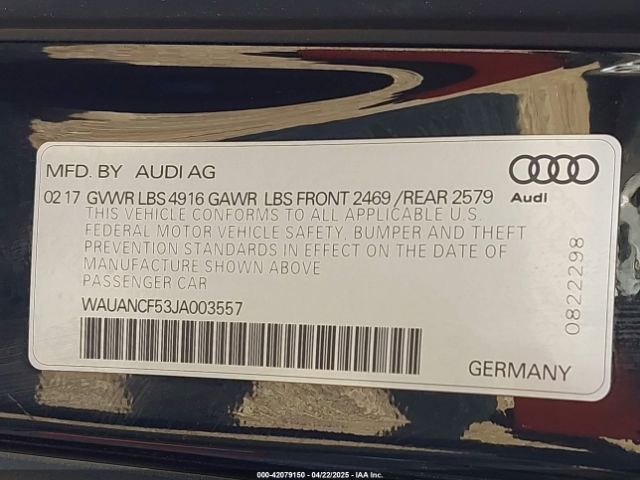 MFD. BY AUDI AG
Audi
02 17 GVWR LBS 4916 GAWR LBS FRONT 2469 /REAR 2579
THIS VEHICLE CONFORMS TO ALL APPLICABLE U.S.
FEDERAL MOTOR VEHICLE SAFETY, BUMPER AND THEFT
PREVENTION STANDARDS IN EFFECT ON THE DATE OF
MANUFACTURE SHOWN ABOVE
PASSENGER CAR
WAUANCF53JA003557
0822298
GERMANY
000-42079150 - 04/22/2025 - IAA Inc.